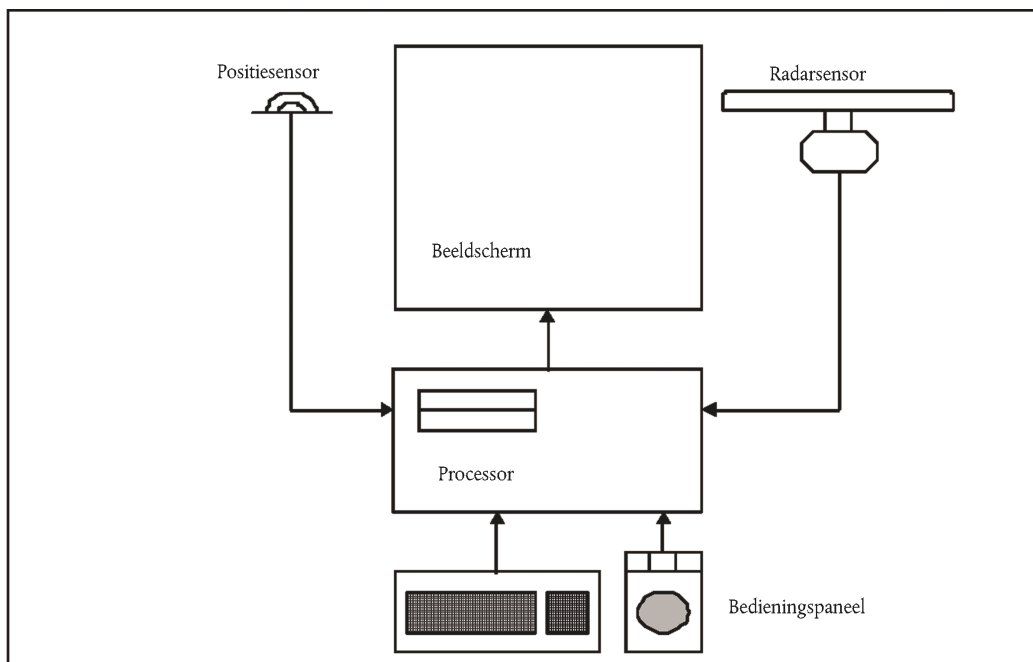 Positiesensor
Radarsensor
Beeldscherm
Processor
Bedieningspaneel